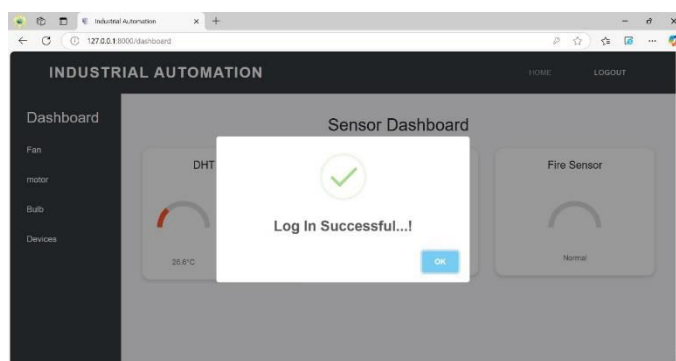 Industrial Automation
127.0.0.1:8000/dashboard
INDUSTRIAL AUTOMATION
HOME
LOGOUT
Dashboard
Sensor Dashboard
Fan
motor
Bulb
Devices
DHT
Fire Sensor
Log In Successful...!
OK
26.6°C
Normal